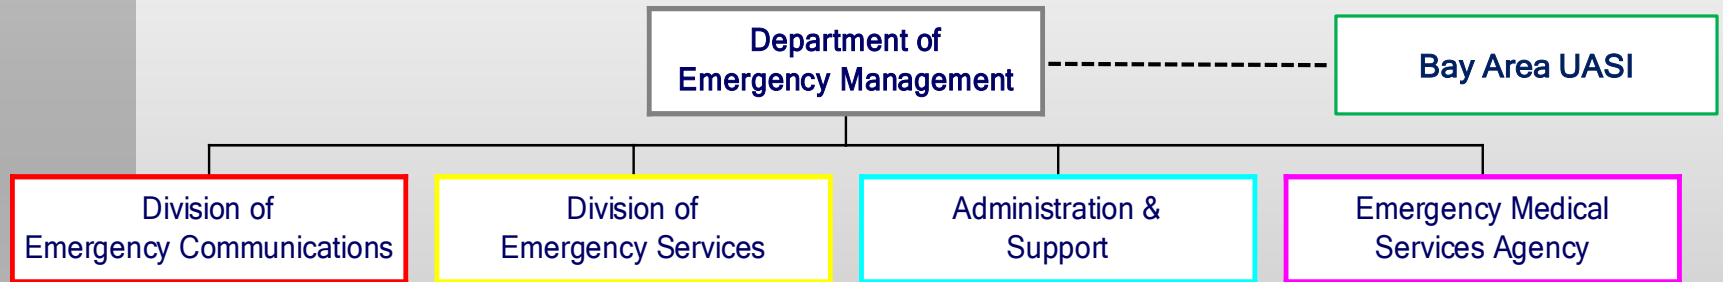 Department of
Emergency Management
Bay Area UASI
Division of
Emergency Communications
Division of
Emergency Services
Administration &
Support
Emergency Medical
Services Agency